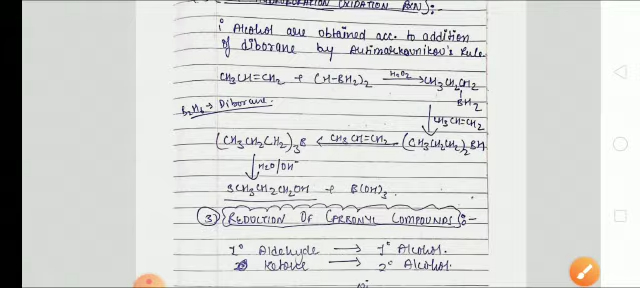 HYDROBORATION OXIDATION RXN):-
i Alcohol are obtained acc. to addition
of diborane by Antimarkovnikov's Rule
CH3CH=CH2 + (H-BH2)2 H2O2 → CH3CH2CH2
BH2
B2H6 → Diborane.
↓ CH3CH=CH2
(CH3CH2CH2)3B ← CH3CH=CH2 (CH3CH2CH2)2BH
↓ H2O/OH-
3CH3CH2CH2OH + B(OH)3.
③ {REDUCTION OF CARBONYL COMPOUNDS}:-
1° Aldehyde → 1° Alcohol.
Ketone → 2° Alcohol.